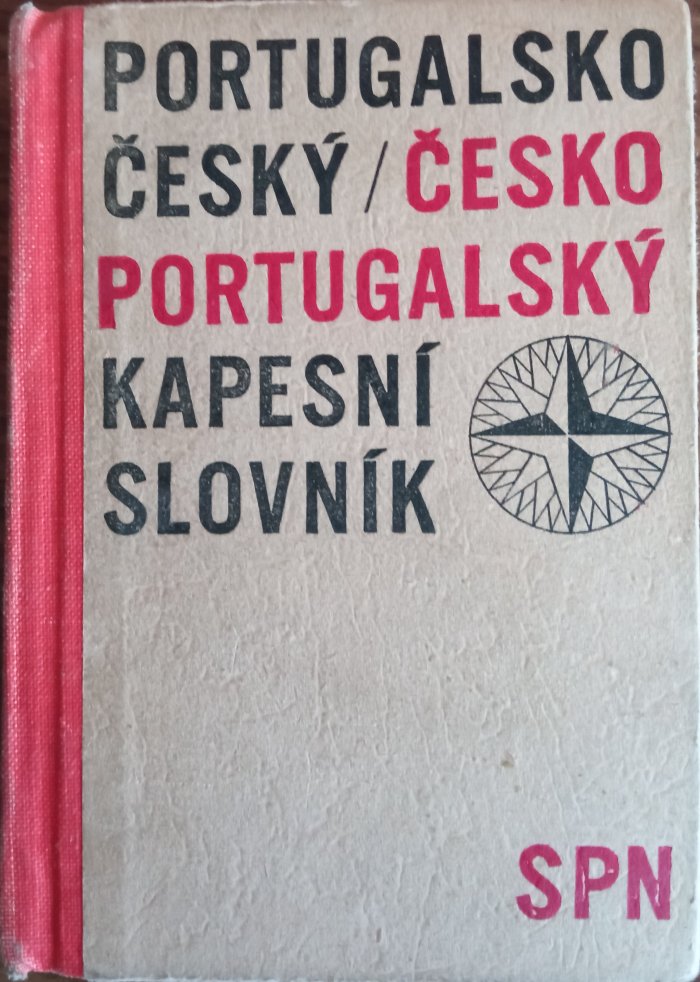 PORTUGALSKO
ČESKÝ / ČESKO
PORTUGALSKÝ
KAPESNÍ
SLOVNÍK
SPN